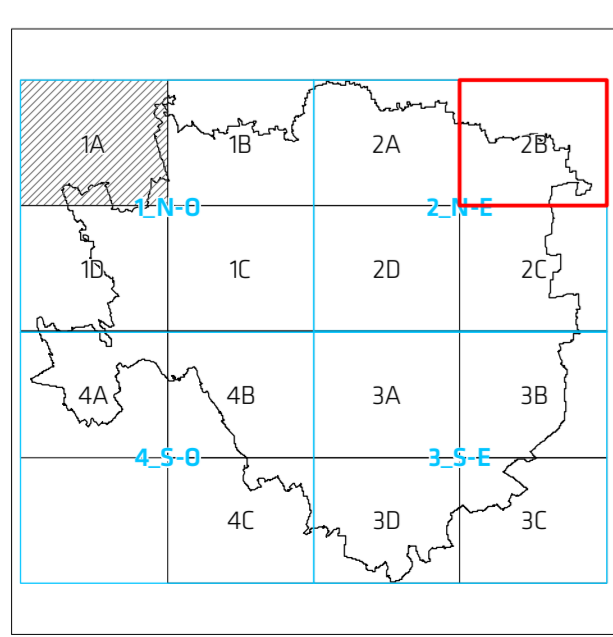 1A 1B 2A 2B
1_N-O 2_N-E
1D 1C 2D 2C
4A 4B 3A 3B
4_S-O 3_S-E
4C 3D 3C